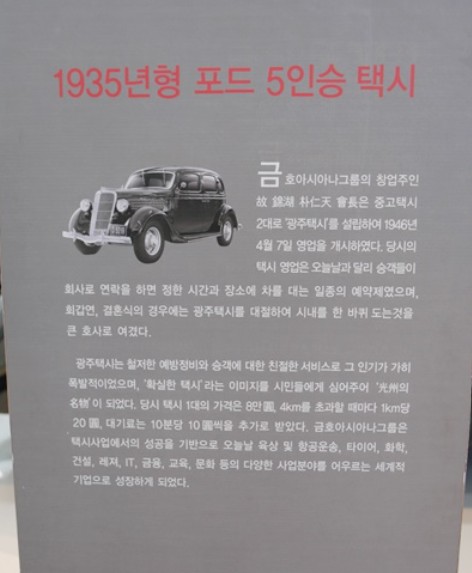 1935년형 포드 5인승 택시
금호아시아나그룹의 창업주인
故 錦湖 朴仁天 會長은 중고택시
2대로 '광주택시'를 설립하여 1946년
4월 7일 영업을 개시하였다. 당시의
택시 영업은 오늘날과 달리 승객들이
회사로 연락을 하면 정한 시간과 장소에 차를 대는 일종의 예약제였으며,
회갑연, 결혼식의 경우에는 광주택시를 대절하여 시내를 한 바퀴 도는것을
큰 호사로 여겼다.
광주택시는 철저한 예방정비와 승객에 대한 친절한 서비스로 그 인기가 가히
폭발적이었으며, '확실한 택시'라는 이미지를 시민들에게 심어주어 '光州의
名物'이 되었다. 당시 택시 1대의 가격은 8만圓, 4km를 초과할 때마다 1km당
20圓, 대기료는 10분당 10圓씩을 추가로 받았다. 금호아시아나그룹은
택시사업에서의 성공을 기반으로 오늘날 육상 및 항공운송, 타이어, 화학,
건설, 레져, IT, 금융, 교육, 문화 등의 다양한 사업분야를 어우르는 세계적
기업으로 성장하게 되었다.